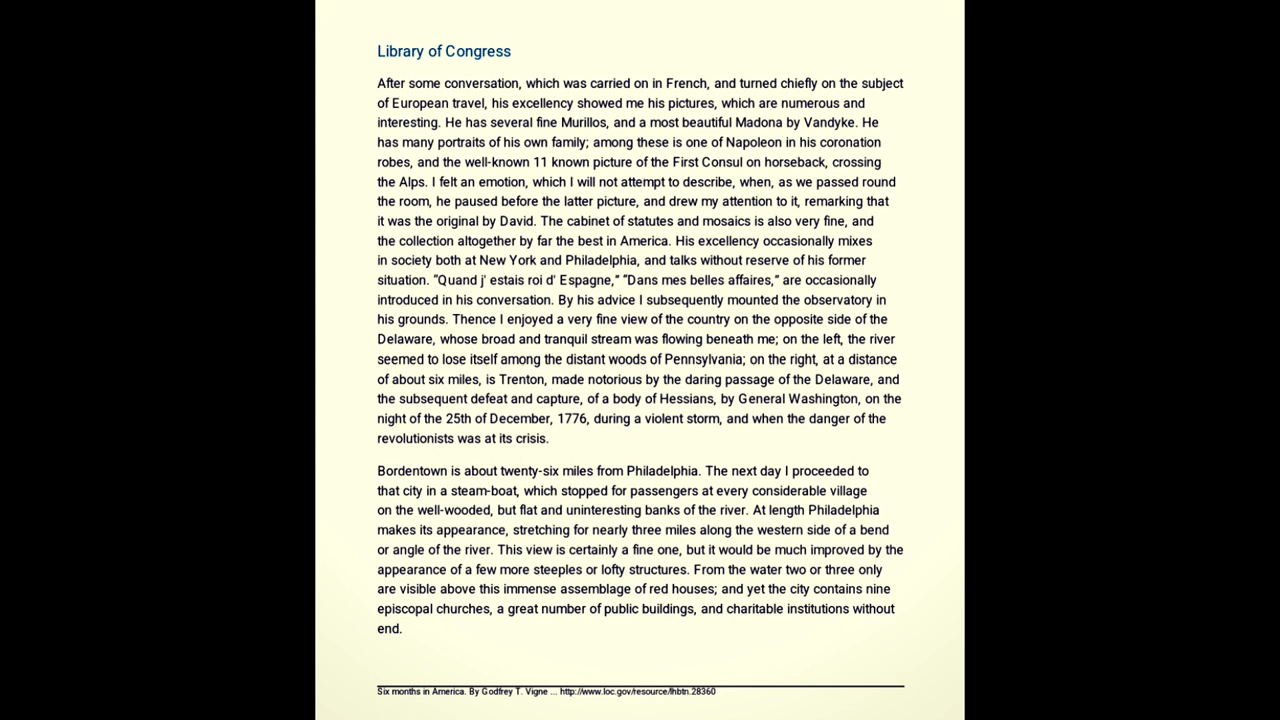 Library of Congress
After some conversation, which was carried on in French, and turned chiefly on the subject
of European travel, his excellency showed me his pictures, which are numerous and
interesting. He has several fine Murillos, and a most beautiful Madona by Vandyke. He
has many portraits of his own family; among these is one of Napoleon in his coronation
robes, and the well-known 11 known picture of the First Consul on horseback, crossing
the Alps. I felt an emotion, which I will not attempt to describe, when, as we passed round
the room, he paused before the latter picture, and drew my attention to it, remarking that
it was the original by David. The cabinet of statutes and mosaics is also very fine, and
the collection altogether by far the best in America. His excellency occasionally mixes
in society both at New York and Philadelphia, and talks without reserve of his former
situation. “Quand j' estais roi d' Espagne,” “Dans mes belles affaires,” are occasionally
introduced in his conversation. By his advice I subsequently mounted the observatory in
his grounds. Thence I enjoyed a very fine view of the country on the opposite side of the
Delaware, whose broad and tranquil stream was flowing beneath me; on the left, the river
seemed to lose itself among the distant woods of Pennsylvania; on the right, at a distance
of about six miles, is Trenton, made notorious by the daring passage of the Delaware, and
the subsequent defeat and capture, of a body of Hessians, by General Washington, on the
night of the 25th of December, 1776, during a violent storm, and when the danger of the
revolutionists was at its crisis.
Bordentown is about twenty-six miles from Philadelphia. The next day I proceeded to
that city in a steam-boat, which stopped for passengers at every considerable village
on the well-wooded, but flat and uninteresting banks of the river. At length Philadelphia
makes its appearance, stretching for nearly three miles along the western side of a bend
or angle of the river. This view is certainly a fine one, but it would be much improved by the
appearance of a few more steeples or lofty structures. From the water two or three only
are visible above this immense assemblage of red houses; and yet the city contains nine
episcopal churches, a great number of public buildings, and charitable institutions without
end.
Six months in America. By Godfrey T. Vigne ... http://www.loc.gov/resource/lhbtn.28360